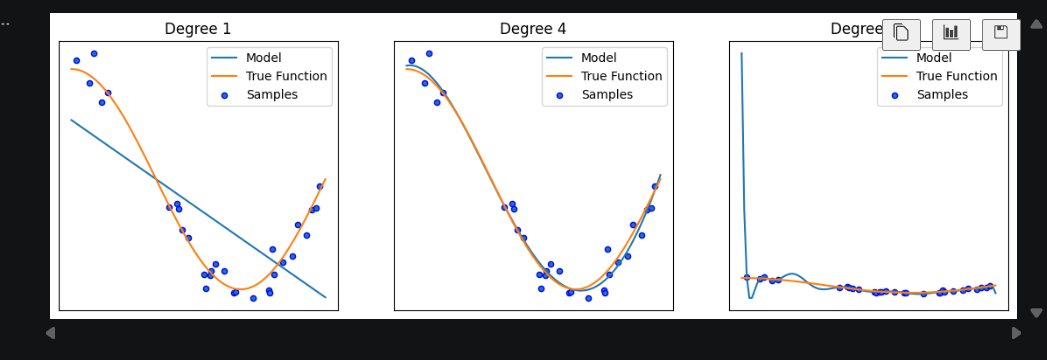 Degree 1
Model
True Function
Samples
Degree 4
Model
True Function
Samples
Degree
Model
True Function
Samples